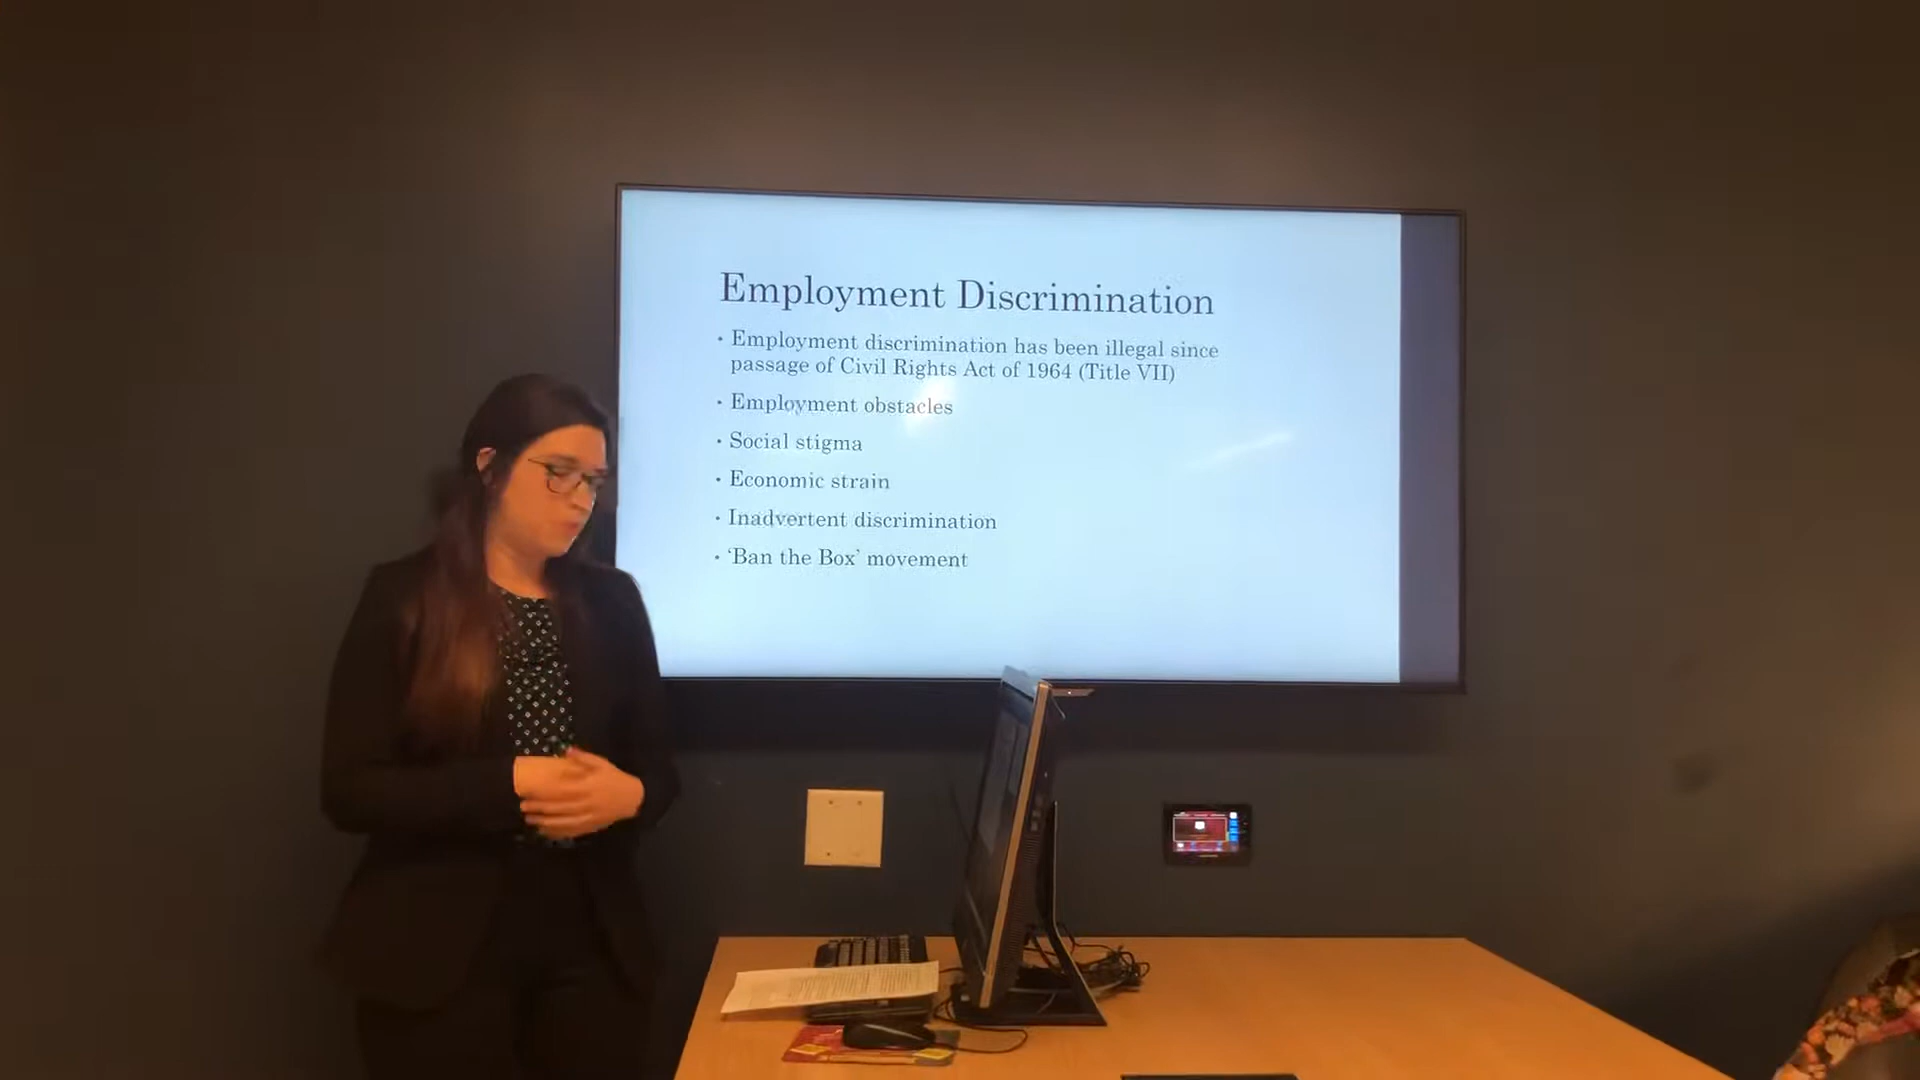 Employment Discrimination
• Employment discrimination has been illegal since
passage of Civil Rights Act of 1964 (Title VII)
• Employment obstacles
• Social stigma
• Economic strain
• Inadvertent discrimination
• ‘Ban the Box’ movement